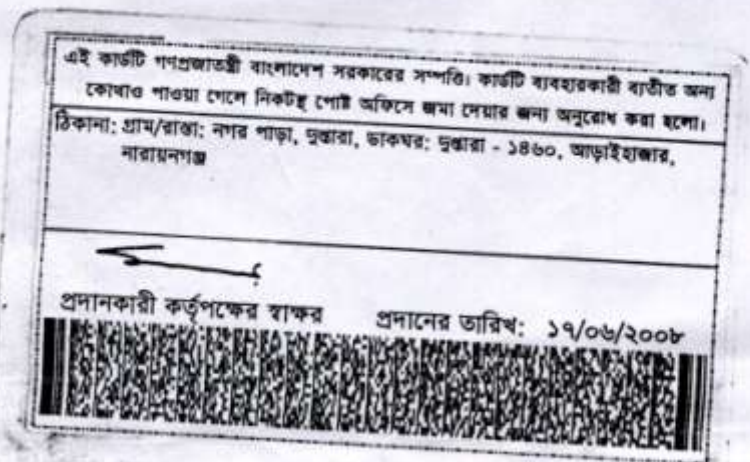 এই কার্ডটি গণপ্রজাতন্ত্রী বাংলাদেশ সরকারের সম্পত্তি। কার্ডটি ব্যবহারকারী ব্যতীত অন্য
কোথাও পাওয়া গেলে নিকটস্থ পোষ্ট অফিসে জমা দেয়ার জন্য অনুরোধ করা হলো।
ঠিকানা: গ্রাম/রাস্তা: নগর পাড়া, দুপ্তারা, ডাকঘর: দুপ্তারা - ১৪৬০, আড়াইহাজার,
নারায়নগঞ্জ
প্রদানকারী কর্তৃপক্ষের স্বাক্ষর প্রদানের তারিখ: ১৭/০৬/২০০৮